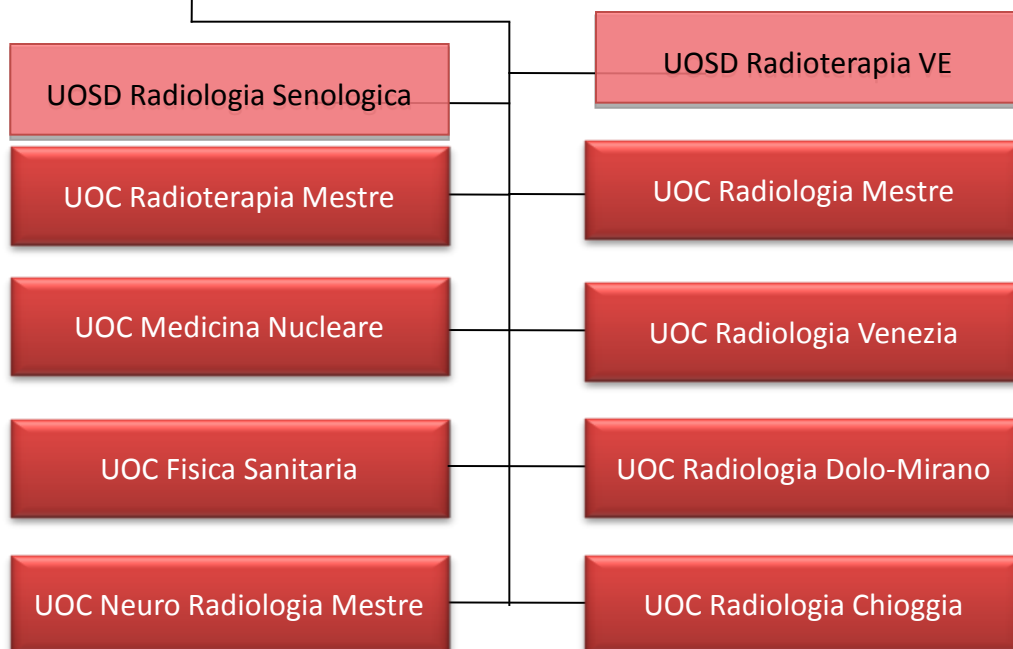 UOSD Radiologia Senologica
UOSD Radioterapia VE
UOC Radioterapia Mestre
UOC Radiologia Mestre
UOC Medicina Nucleare
UOC Radiologia Venezia
UOC Fisica Sanitaria
UOC Radiologia Dolo-Mirano
UOC Neuro Radiologia Mestre
UOC Radiologia Chioggia